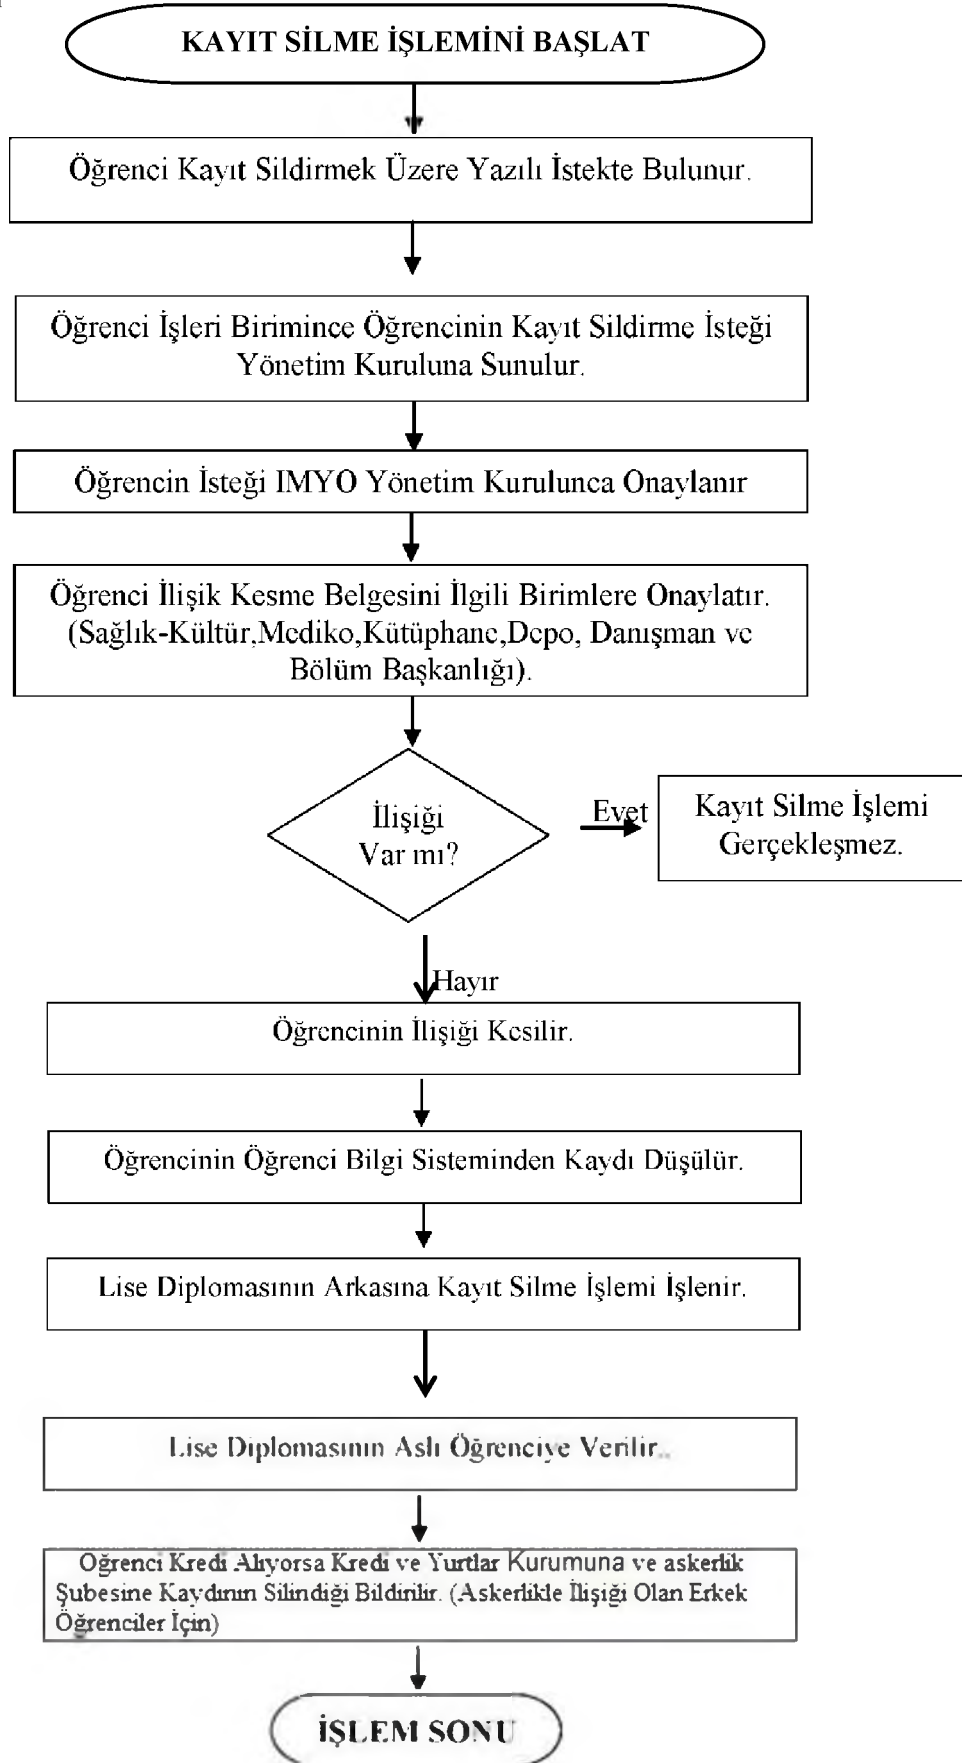 KAYIT SİLME İŞLEMİNİ BAŞLAT
Öğrenci Kayıt Sildirmek Üzere Yazılı İstekte Bulunur.
Öğrenci İşleri Birimince Öğrencinin Kayıt Sildirme İsteği
Yönetim Kuruluna Sunulur.
Öğrencin İsteği IMYO Yönetim Kurulunca Onaylanır
Öğrenci İlişik Kesme Belgesini İlgili Birimlere Onaylatır.
(Sağlık-Kültür,Mediko,Kütüphane,Depo, Danışman ve
Bölüm Başkanlığı).
İlişiği
Var mı?
Evet
Kayıt Silme İşlemi
Gerçekleşmez.
Hayır
Öğrencinin İlişiği Kesilir.
Öğrencinin Öğrenci Bilgi Sisteminden Kaydı Düşülür.
Lise Diplomasının Arkasına Kayıt Silme İşlemi İşlenir.
Lise Diplomasının Aslı Öğrenciye Verilir..
Öğrenci Kredi Alıyorsa Kredi ve Yurtlar Kurumuna ve askerlik
Şubesine Kaydının Silindiği Bildirilir. (Askerlikle İlişiği Olan Erkek
Öğrenciler İçin)
İŞLEM SONU